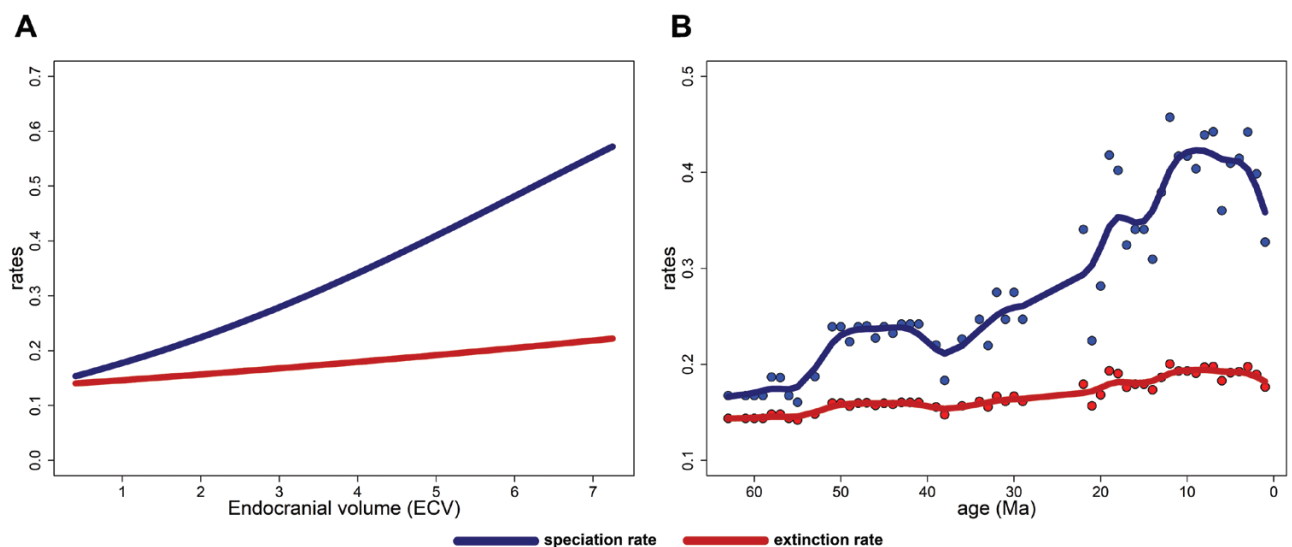 A
B
rates
0.7
0.6
0.5
0.4
0.3
0.2
0.1
0.0
1 2 3 4 5 6 7
Endocranial volume (ECV)
rates
0.5
0.4
0.3
0.2
0.1
60 50 40 30 20 10 0
age (Ma)
speciation rate
extinction rate